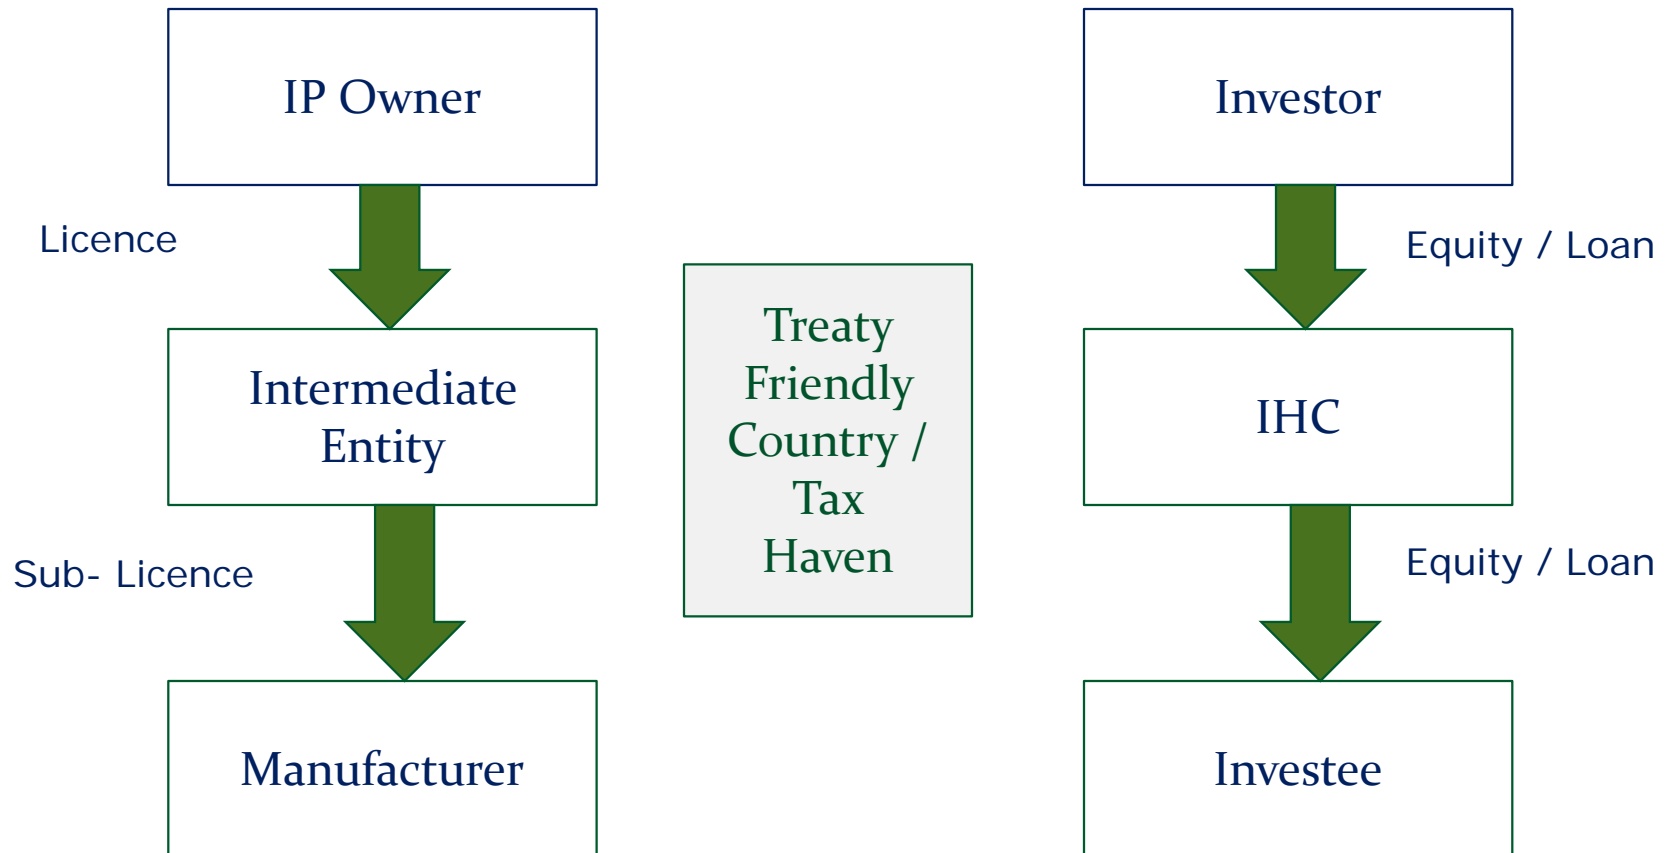 IP Owner
Investor
Licence
Equity / Loan
Treaty
Friendly
Country /
Tax
Haven
Intermediate
Entity
IHC
Sub- Licence
Equity / Loan
Manufacturer
Investee